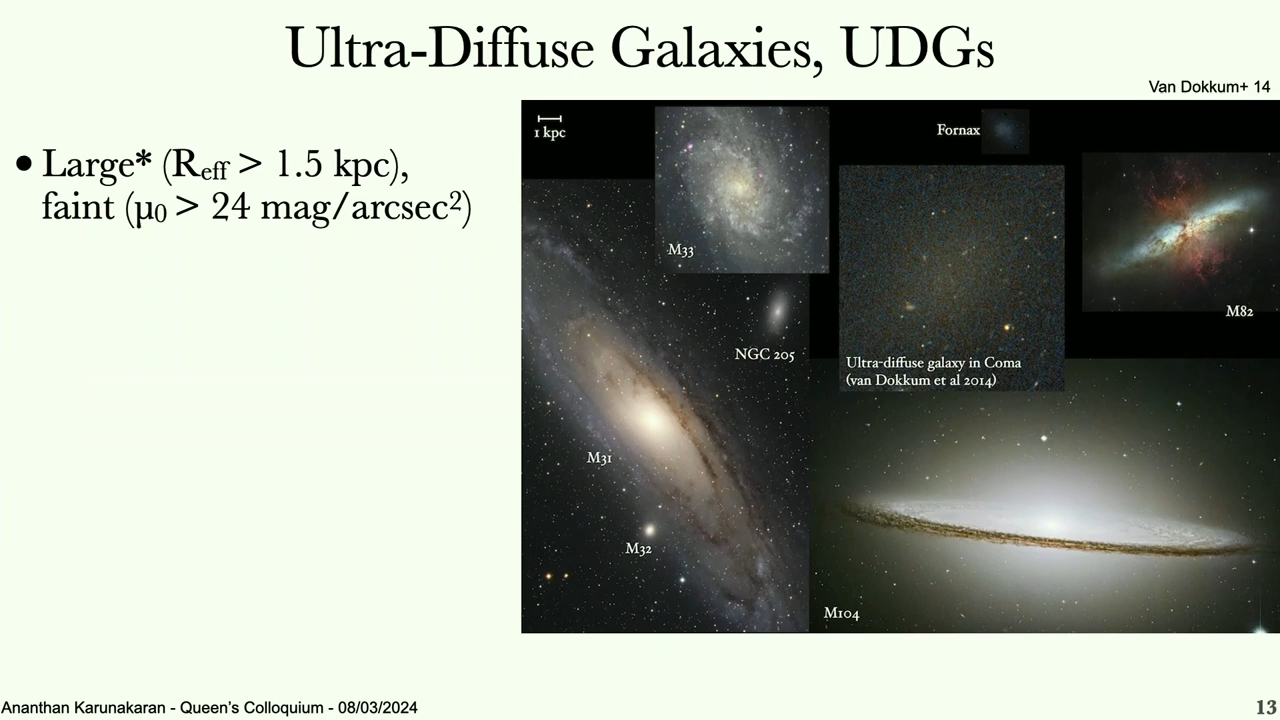 Ultra-Diffuse Galaxies, UDGs
Van Dokkum+ 14
• Large* (Reff > 1.5 kpc),
faint (μ0 > 24 mag/arcsec²)
1 kpc
Fornax
M33
M82
NGC 205
Ultra-diffuse galaxy in Coma
(van Dokkum et al 2014)
M31
M32
M104
Ananthan Karunakaran - Queen's Colloquium - 08/03/2024
13